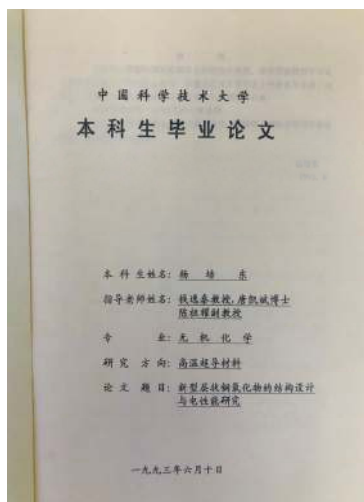 中国科学技术大学
本科生毕业论文
本科生姓名：杨培东
指导老师姓名：钱逸泰教授，唐凯斌博士
陈祖耀副教授
专业：无机化学
研究方向：高温超导材料
论文题目：新型层状铜氧化物的结构设计
与电性能研究
一九九三年六月十日